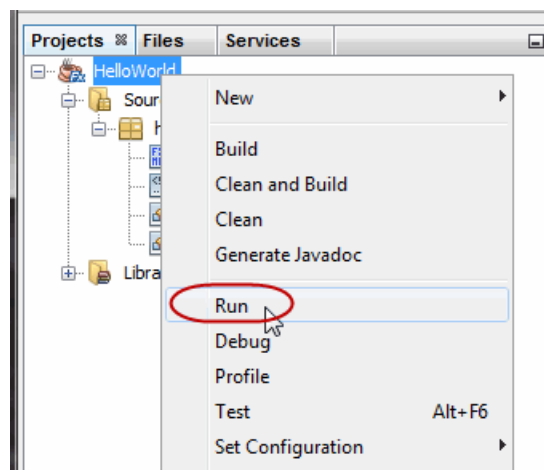 Projects Files Services
HelloWorld
Sour
h
Libra
New
Build
Clean and Build
Clean
Generate Javadoc
Run
Debug
Profile
Test Alt+F6
Set Configuration